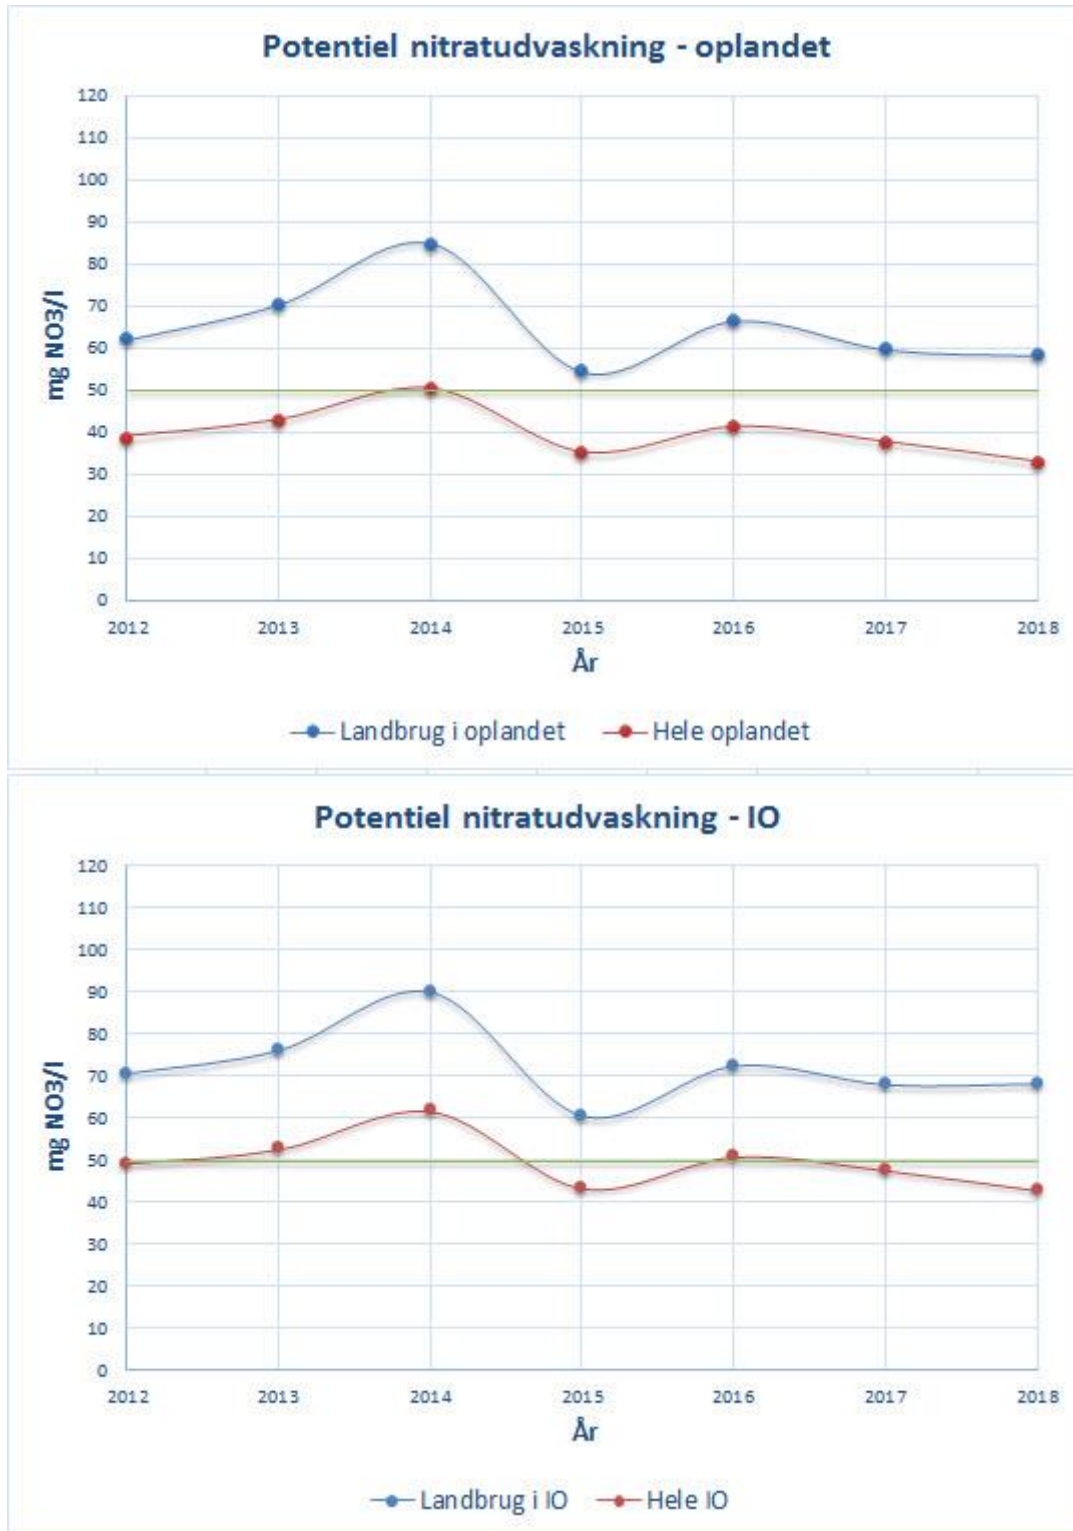 Potentiel nitratudvaskning - oplandet
120
110
100
90
80
70
60
50
40
30
20
10
0
mg NO3/l
2012 2013 2014 2015 2016 2017 2018
År
Landbrug i oplandet Hele oplandet
Potentiel nitratudvaskning - IO
120
110
100
90
80
70
60
50
40
30
20
10
0
mg NO3/l
2012 2013 2014 2015 2016 2017 2018
År
Landbrug i IO Hele IO